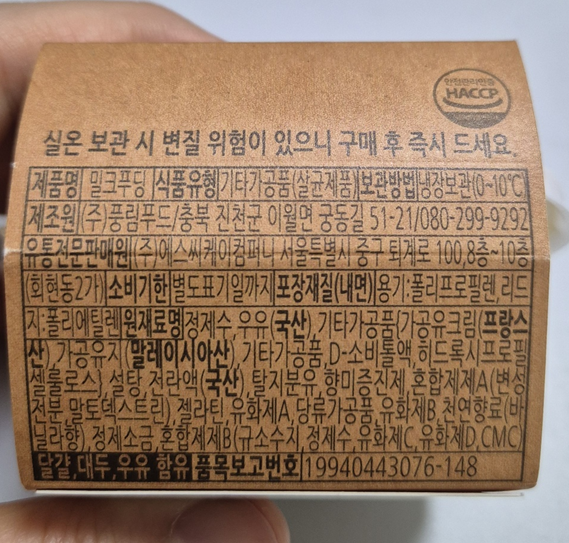 안전관리인증
HACCP
실온 보관 시 변질 위험이 있으니 구매 후 즉시 드세요.
제품명 밀크푸딩 식품유형 기타가공품(살균제품) 보관방법 냉장보관(0~10℃)
제조원 (주)풍림푸드/충북 진천군 이월면 궁동길 51-21/080-299-9292
유통전문판매원 (주)에스씨케이컴퍼니 서울특별시 중구 퇴계로 100,8층~10층
(회현동2가) 소비기한 별도표기일까지 포장재질(내면) 용기:폴리프로필렌,리드
지:폴리에틸렌 원재료명 정제수, 우유(국산), 기타가공품{가공유크림(프랑스
산), 가공유지(말레이시아산), 기타가공품, D-소비톨액, 히드록시프로필
셀룰로스}, 설탕, 전란액(국산), 탈지분유, 향미증진제, 혼합제제A(변성
전분, 말토덱스트린), 젤라틴, 유화제A, 당류가공품, 유화제B, 천연향료(바
닐라향), 정제소금, 혼합제제B(규소수지, 정제수, 유화제C, 유화제D, CMC)
달걀,대두,우유 함유 품목보고번호 19940443076-148